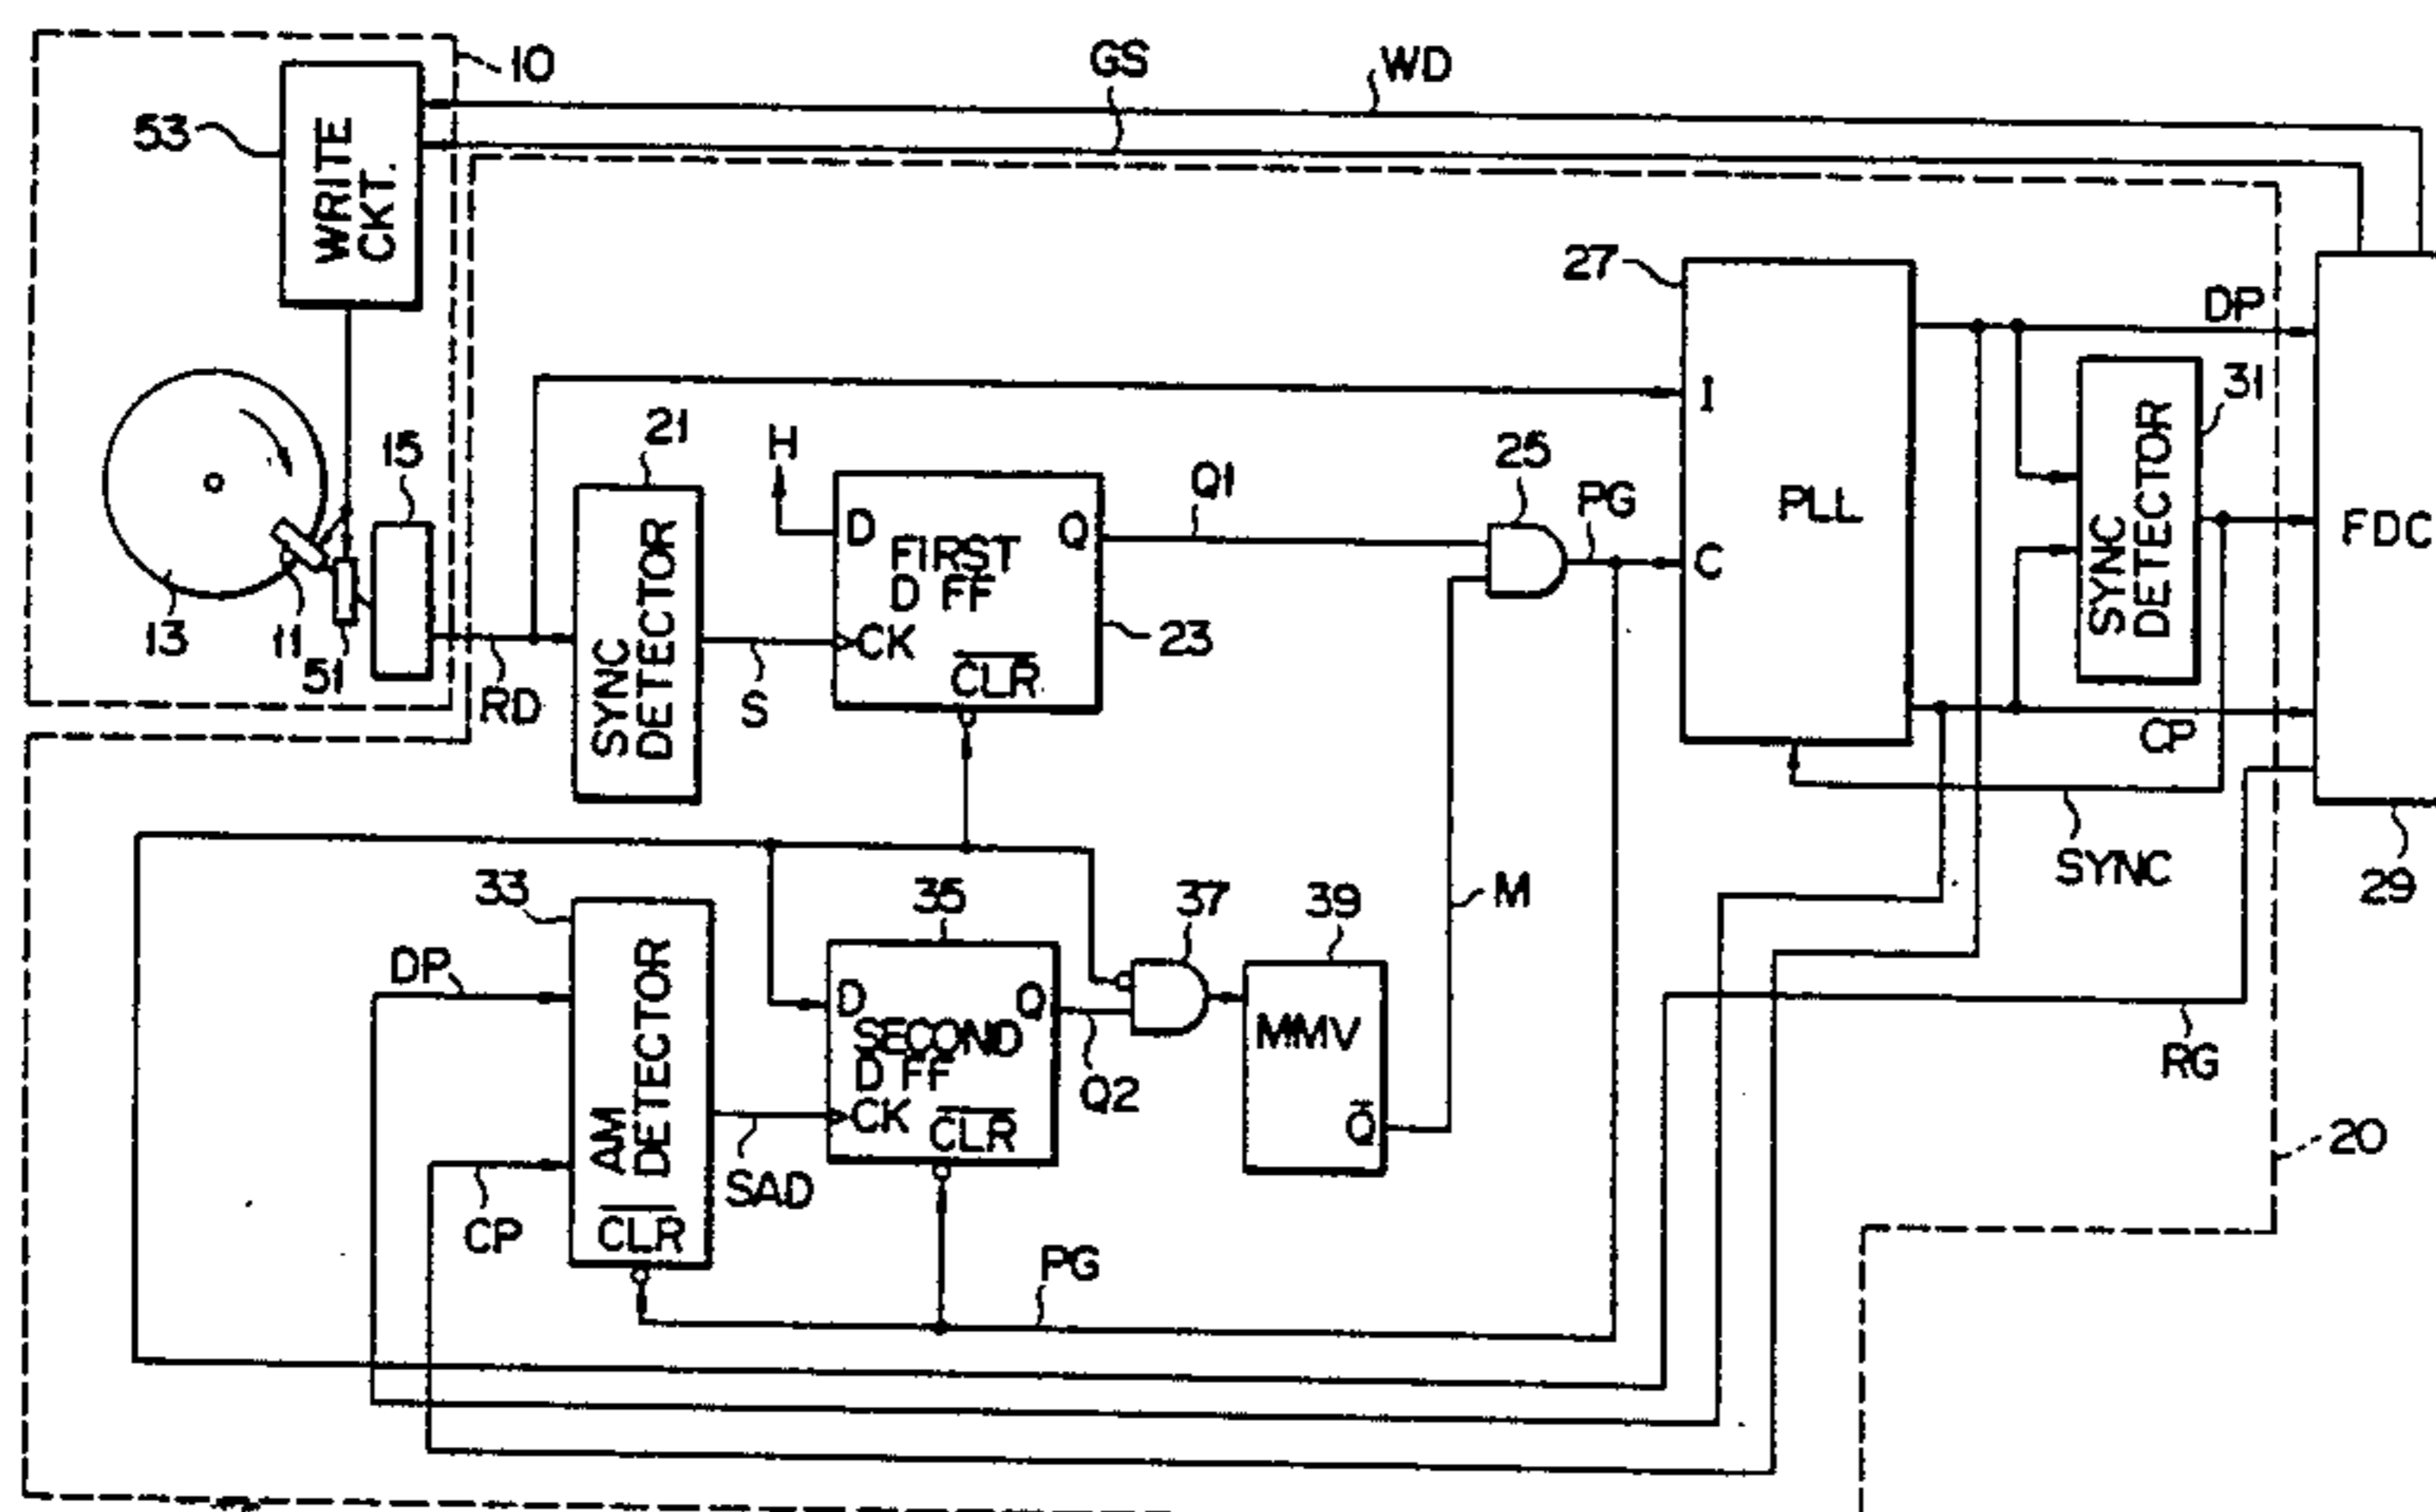 10
GS
WD
53
WRITE
CKT.
27
DP
31
I
21
15
H
25
Q1
PG
PLL
SYNC
DETECTOR
FDC
D
Q
FIRST
D FF
C
CK
23
CLR
13
11
51
RD
SYNC
DETECTOR
S
CP
SYNC
29
33
35
37
39
M
DP
AM
DETECTOR
D
Q
SECOND
D FF
CK
CLR
MMV
Q2
Q
RG
20
SAD
CP
CLR
PG